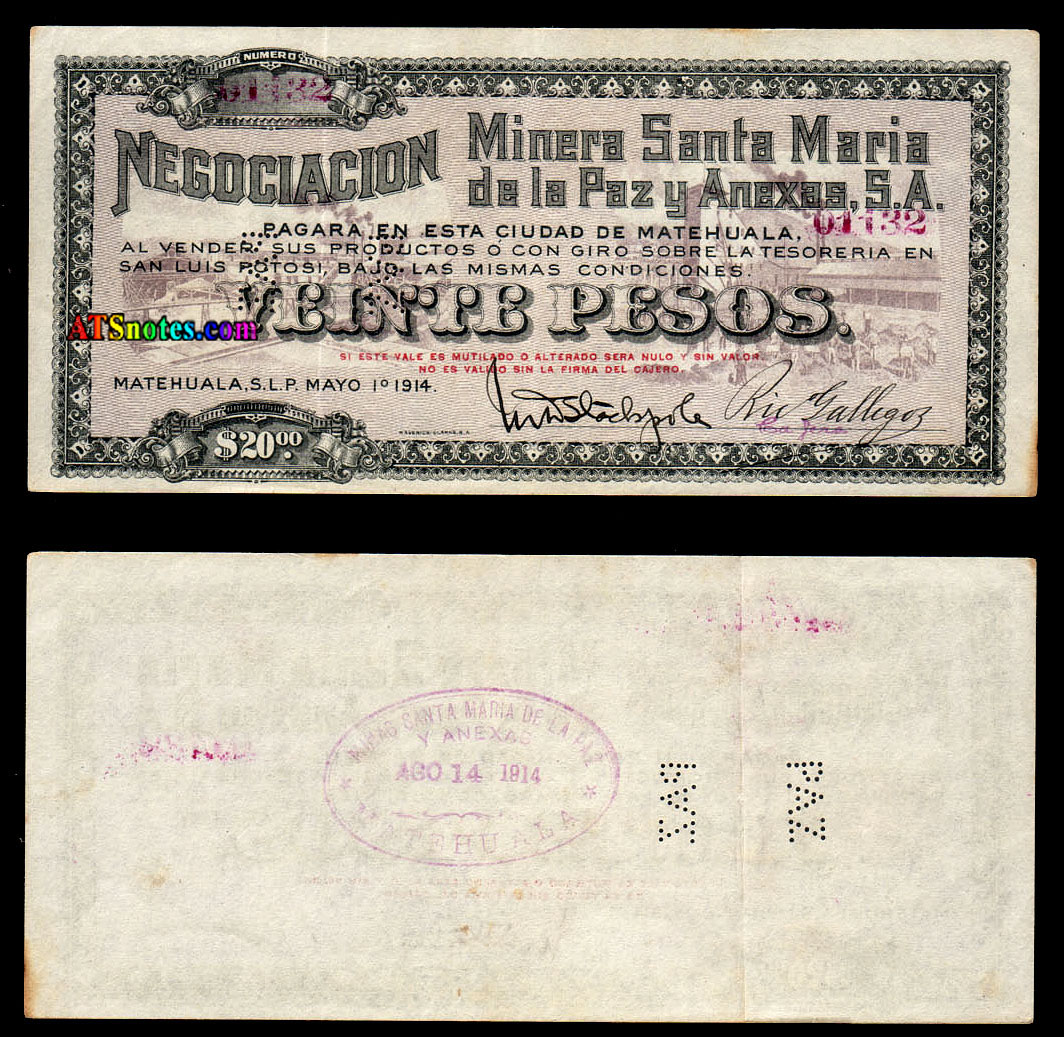 NUMERO
01132
NEGOCIACION
Minera Santa Maria
de la Paz y Anexas, S.A.
01132
...PAGARA EN ESTA CIUDAD DE MATEHUALA,
AL VENDER SUS PRODUCTOS O CON GIRO SOBRE LA TESORERIA EN
SAN LUIS POTOSI, BAJO LAS MISMAS CONDICIONES.
VEINTE PESOS.
ATSnotes.com
SI ESTE VALE ES MUTILADO O ALTERADO SERA NULO Y SIN VALOR.
NO ES VALIDO SIN LA FIRMA DEL CAJERO.
MATEHUALA, S.L.P. MAYO 1º 1914.
Ric Gallegos
$20.00
SANTA MARIA DE LA PAZ
Y ANEXAS
AGO 14 1914
MATEHUALA
PAZ
PAZ